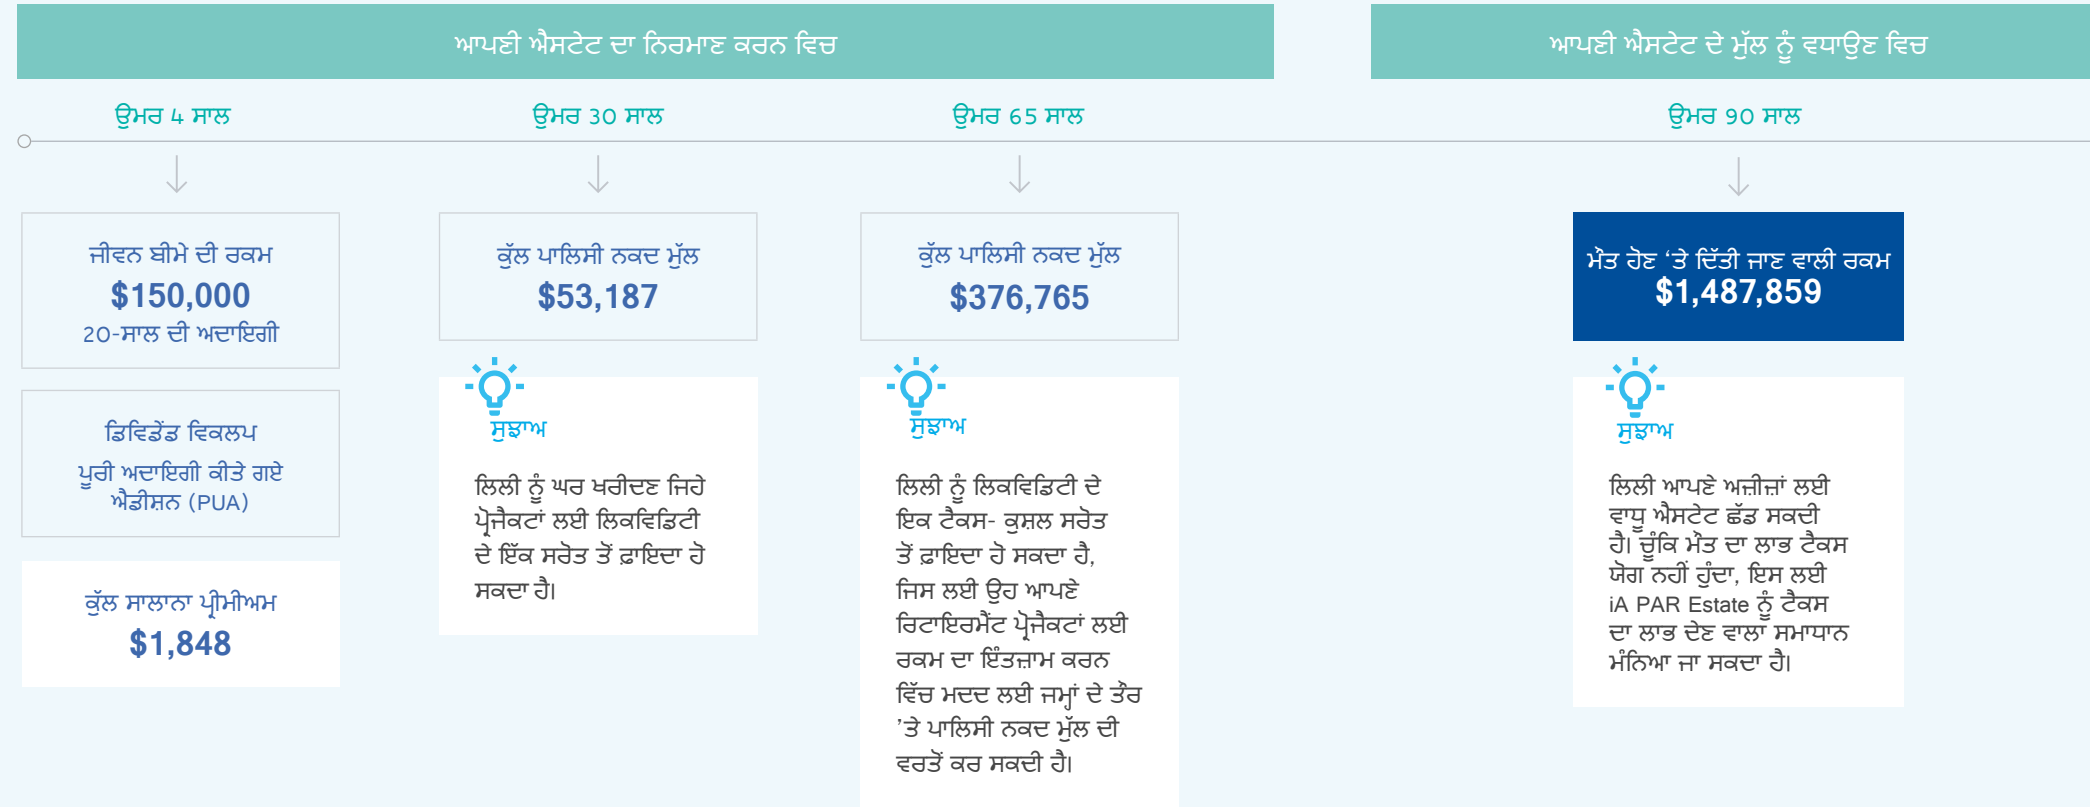 ਆਪਣੀ ਐਸਟੇਟ ਦਾ ਨਿਰਮਾਣ ਕਰਨ ਵਿਚ
ਆਪਣੀ ਐਸਟੇਟ ਦੇ ਮੁੱਲ ਨੂੰ ਵਧਾਉਣ ਵਿਚ
ਉਮਰ 4 ਸਾਲ
ਉਮਰ 30 ਸਾਲ
ਉਮਰ 65 ਸਾਲ
ਉਮਰ 90 ਸਾਲ
ਜੀਵਨ ਬੀਮੇ ਦੀ ਰਕਮ
$150,000
20-ਸਾਲ ਦੀ ਅਦਾਇਗੀ
ਡਿਵਿਡੇਂਡ ਵਿਕਲਪ
ਪੂਰੀ ਅਦਾਇਗੀ ਕੀਤੇ ਗਏ
ਐਡੀਸ਼ਨ (PUA)
ਕੁੱਲ ਸਾਲਾਨਾ ਪ੍ਰੀਮੀਅਮ
$1,848
ਕੁੱਲ ਪਾਲਿਸੀ ਨਕਦ ਮੁੱਲ
$53,187
ਸੁਝਾਅ
ਲਿਲੀ ਨੂੰ ਘਰ ਖਰੀਦਣ ਜਿਹੇ
ਪ੍ਰੋਜੈਕਟਾਂ ਲਈ ਲਿਕਵਿਡਿਟੀ
ਦੇ ਇੱਕ ਸਰੋਤ ਤੋਂ ਫ਼ਾਇਦਾ ਹੋ
ਸਕਦਾ ਹੈ।
ਕੁੱਲ ਪਾਲਿਸੀ ਨਕਦ ਮੁੱਲ
$376,765
ਸੁਝਾਅ
ਲਿਲੀ ਨੂੰ ਲਿਕਵਿਡਿਟੀ ਦੇ
ਇਕ ਟੈਕਸ- ਕੁਸ਼ਲ ਸਰੋਤ
ਤੋਂ ਫ਼ਾਇਦਾ ਹੋ ਸਕਦਾ ਹੈ,
ਜਿਸ ਲਈ ਉਹ ਆਪਣੇ
ਰਿਟਾਇਰਮੈਂਟ ਪ੍ਰੋਜੈਕਟਾਂ ਲਈ
ਰਕਮ ਦਾ ਇੰਤਜ਼ਾਮ ਕਰਨ
ਵਿੱਚ ਮਦਦ ਲਈ ਜਮ੍ਹਾਂ ਦੇ ਤੌਰ
'ਤੇ ਪਾਲਿਸੀ ਨਕਦ ਮੁੱਲ ਦੀ
ਵਰਤੋਂ ਕਰ ਸਕਦੀ ਹੈ।
ਮੌਤ ਹੋਣ ‘ਤੇ ਦਿੱਤੀ ਜਾਣ ਵਾਲੀ ਰਕਮ
$1,487,859
ਸੁਝਾਅ
ਲਿਲੀ ਆਪਣੇ ਅਜ਼ੀਜ਼ਾਂ ਲਈ
ਵਾਧੂ ਐਸਟੇਟ ਛੱਡ ਸਕਦੀ
ਹੈ। ਚੂੰਕਿ ਮੌਤ ਦਾ ਲਾਭ ਟੈਕਸ
ਯੋਗ ਨਹੀਂ ਹੁੰਦਾ, ਇਸ ਲਈ
iA PAR Estate ਨੂੰ ਟੈਕਸ
ਦਾ ਲਾਭ ਦੇਣ ਵਾਲਾ ਸਮਾਧਾਨ
ਮੰਨਿਆ ਜਾ ਸਕਦਾ ਹੈ।